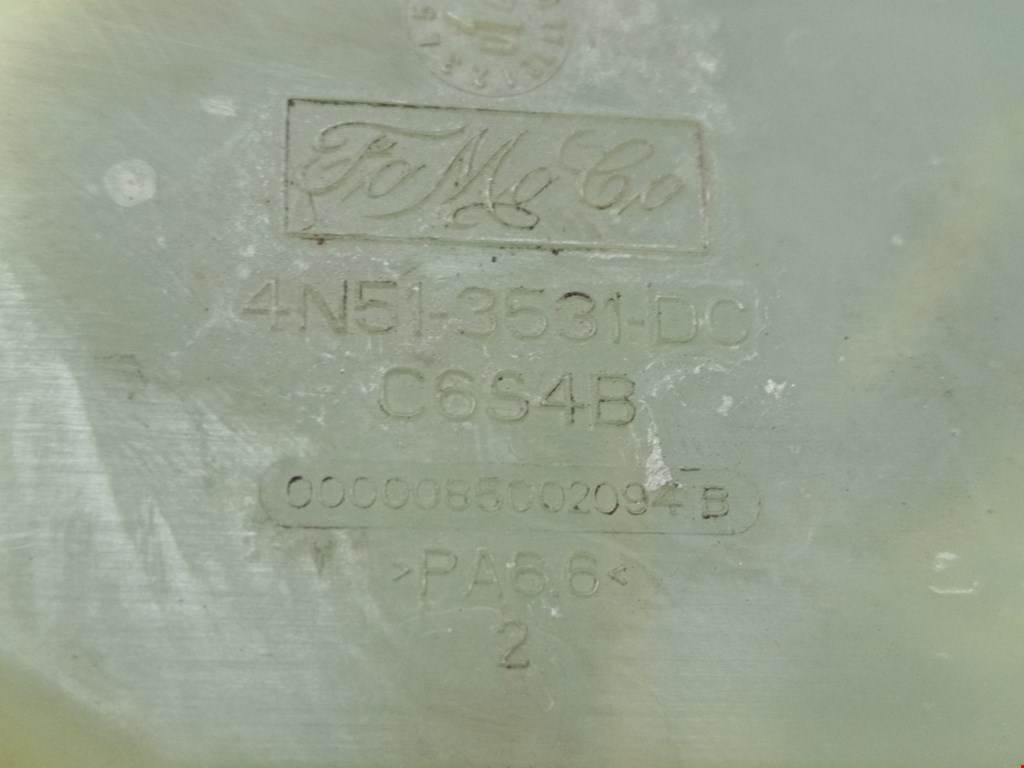 FoMoCo
4N51-3531-DC
C6S4B
0000085002094 B
>PA6.6<
2